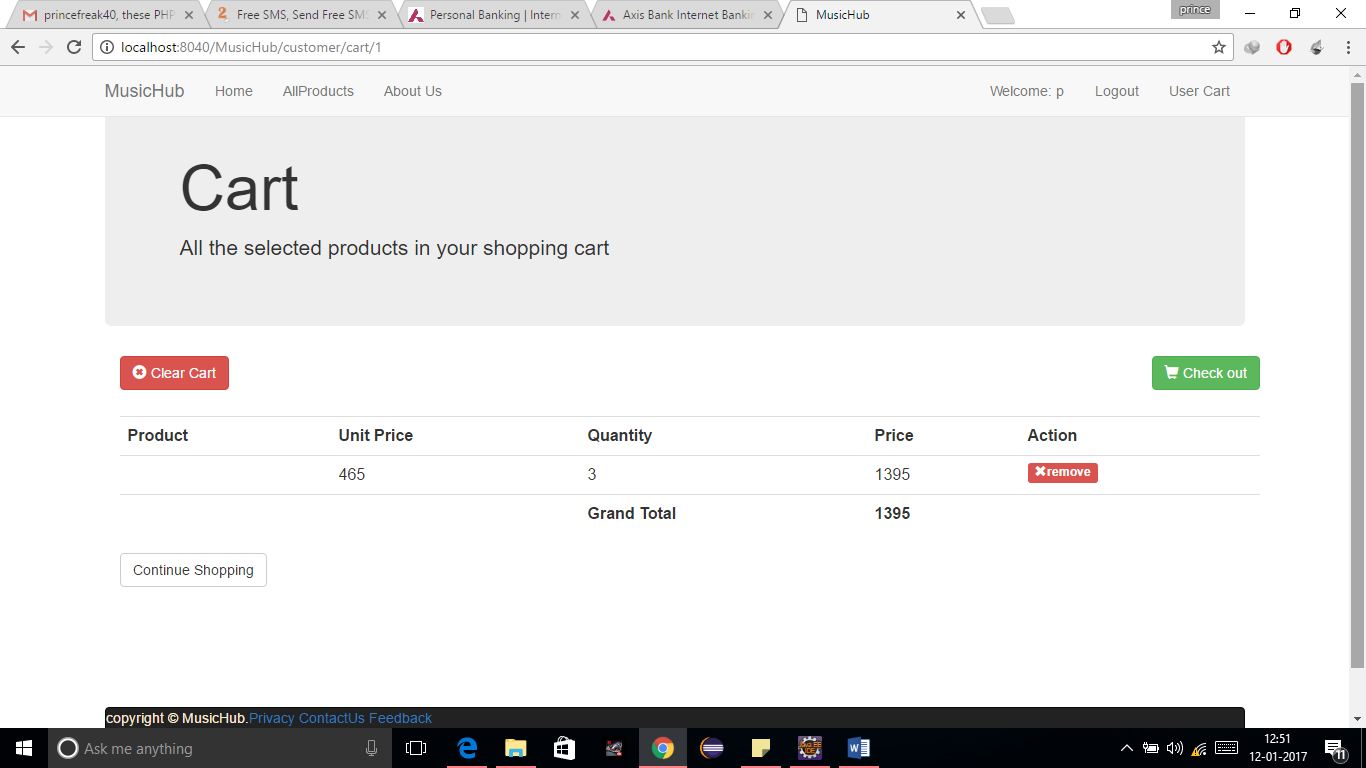 princefreak40, these PHP
Free SMS, Send Free SMS
Personal Banking | Intern
Axis Bank Internet Bankin
MusicHub
prince
localhost:8040/MusicHub/customer/cart/1
MusicHub Home AllProducts About Us Welcome: p Logout User Cart
Cart
All the selected products in your shopping cart
Clear Cart
Check out
Product Unit Price Quantity Price Action
465 3 1395 remove
Grand Total 1395
Continue Shopping
copyright © MusicHub.Privacy ContactUs Feedback
Ask me anything
12:51
12-01-2017
11